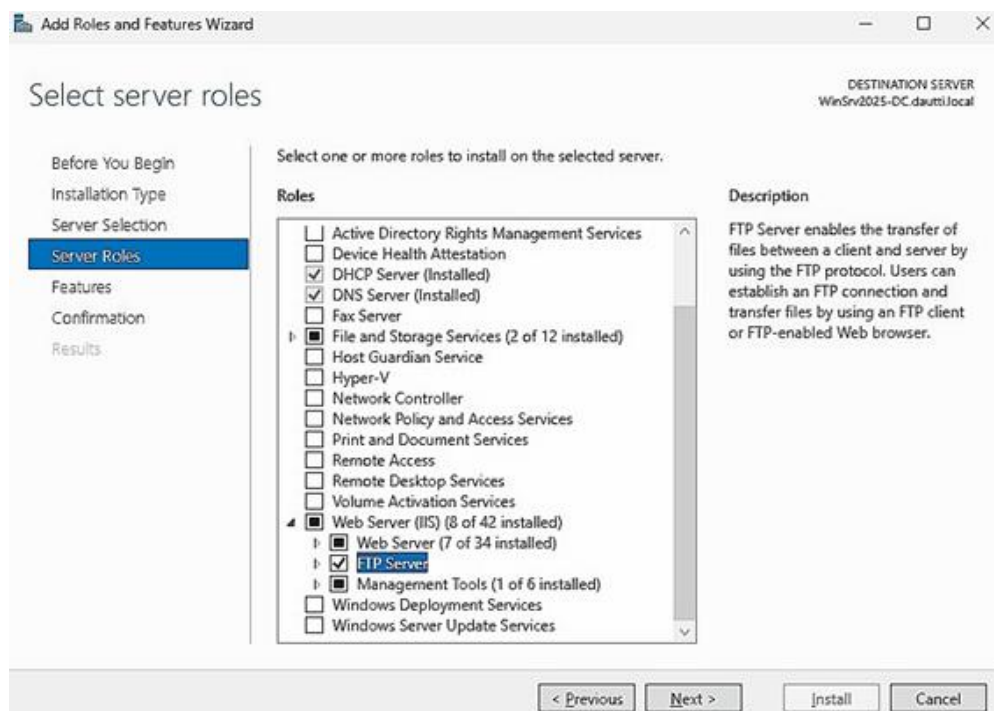 Add Roles and Features Wizard
Select server roles
DESTINATION SERVER
WinSrv2025-DC.dautti.local
Before You Begin
Installation Type
Server Selection
Server Roles
Features
Confirmation
Results
Select one or more roles to install on the selected server.
Roles
Active Directory Rights Management Services
Device Health Attestation
DHCP Server (Installed)
DNS Server (Installed)
Fax Server
File and Storage Services (2 of 12 installed)
Host Guardian Service
Hyper-V
Network Controller
Network Policy and Access Services
Print and Document Services
Remote Access
Remote Desktop Services
Volume Activation Services
Web Server (IIS) (8 of 42 installed)
Web Server (7 of 34 installed)
FTP Server
Management Tools (1 of 6 installed)
Windows Deployment Services
Windows Server Update Services
Description
FTP Server enables the transfer of
files between a client and server by
using the FTP protocol. Users can
establish an FTP connection and
transfer files by using an FTP client
or FTP-enabled Web browser.
< Previous
Next >
Install
Cancel